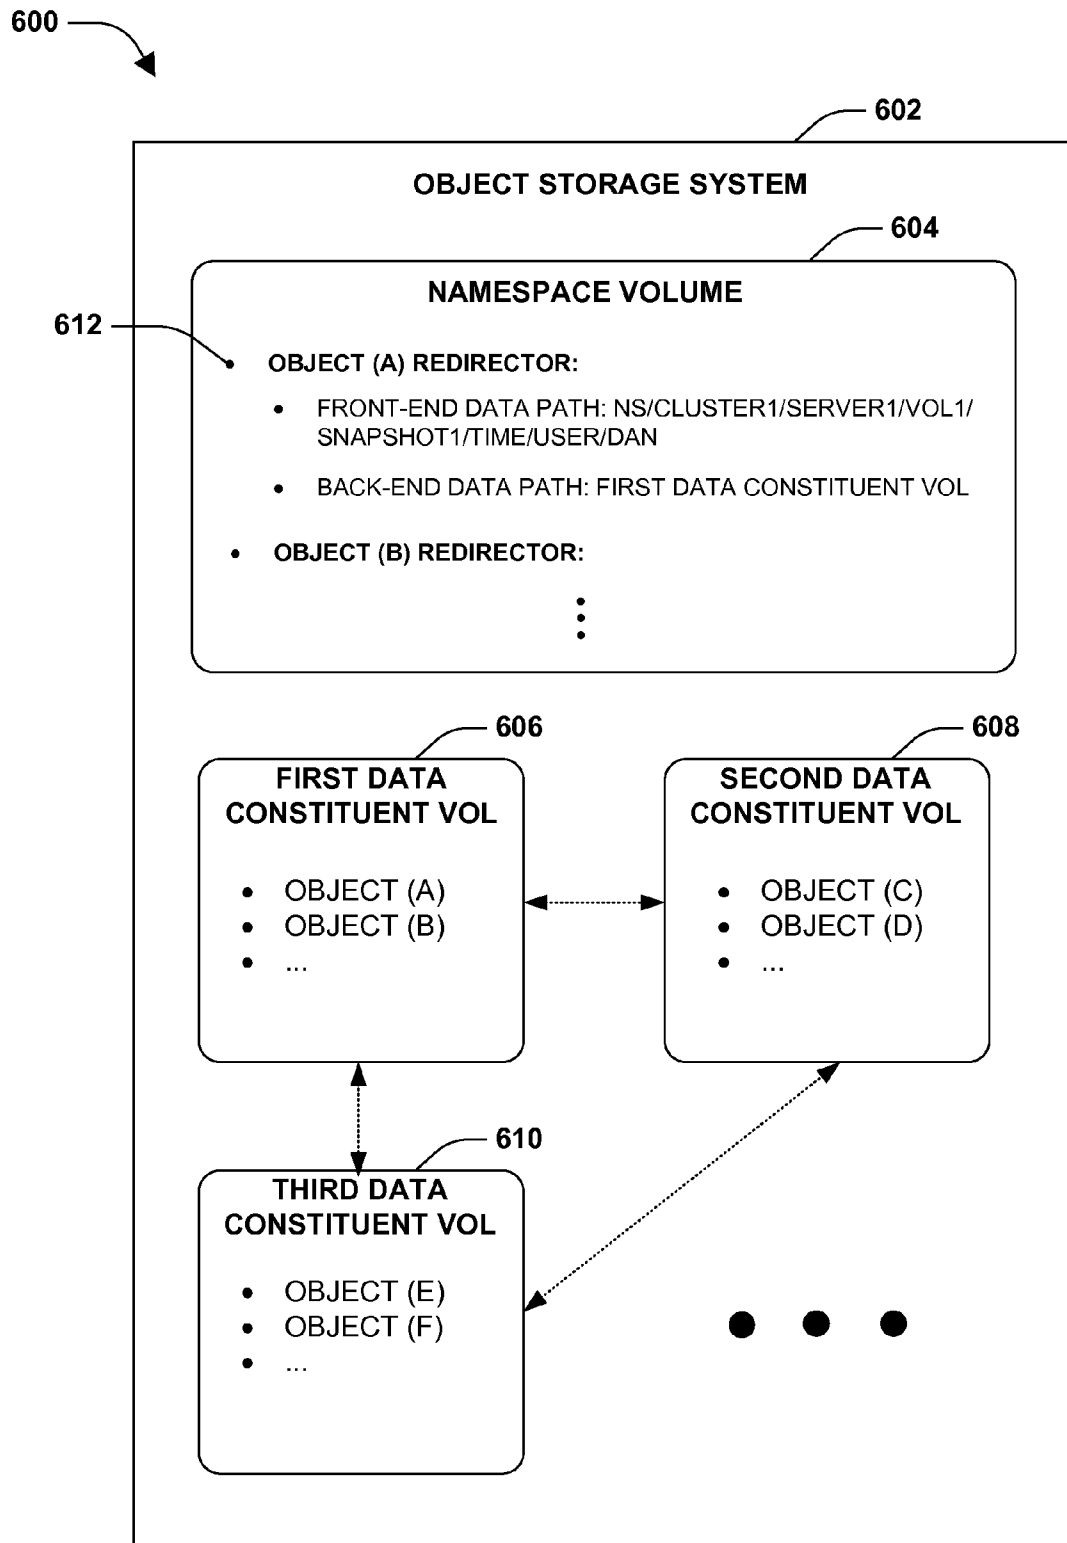 600
602
OBJECT STORAGE SYSTEM
604
NAMESPACE VOLUME
612
• OBJECT (A) REDIRECTOR:
• FRONT-END DATA PATH: NS/CLUSTER1/SERVER1/VOL1/
SNAPSHOT1/TIME/USER/DAN
• BACK-END DATA PATH: FIRST DATA CONSTITUENT VOL
• OBJECT (B) REDIRECTOR:
606
FIRST DATA
CONSTITUENT VOL
• OBJECT (A)
• OBJECT (B)
• ...
608
SECOND DATA
CONSTITUENT VOL
• OBJECT (C)
• OBJECT (D)
• ...
610
THIRD DATA
CONSTITUENT VOL
• OBJECT (E)
• OBJECT (F)
• ...